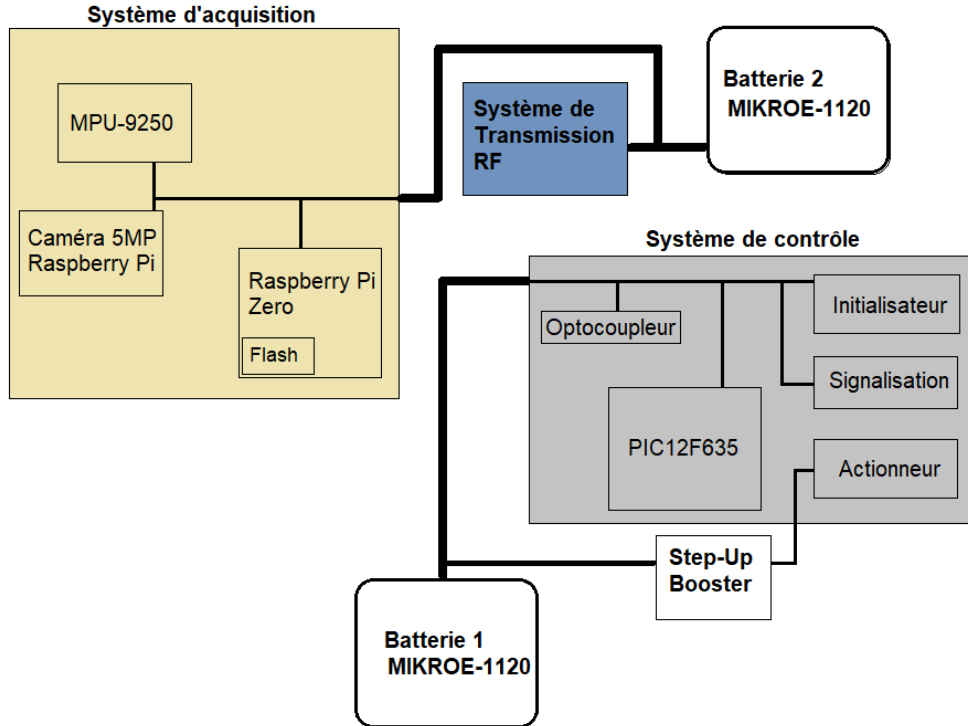 Système d'acquisition
MPU-9250
Caméra 5MP
Raspberry Pi
Raspberry Pi
Zero
Flash
Système de
Transmission
RF
Batterie 2
MIKROE-1120
Système de contrôle
Optocoupleur
Initialisateur
Signalisation
PIC12F635
Actionneur
Step-Up
Booster
Batterie 1
MIKROE-1120